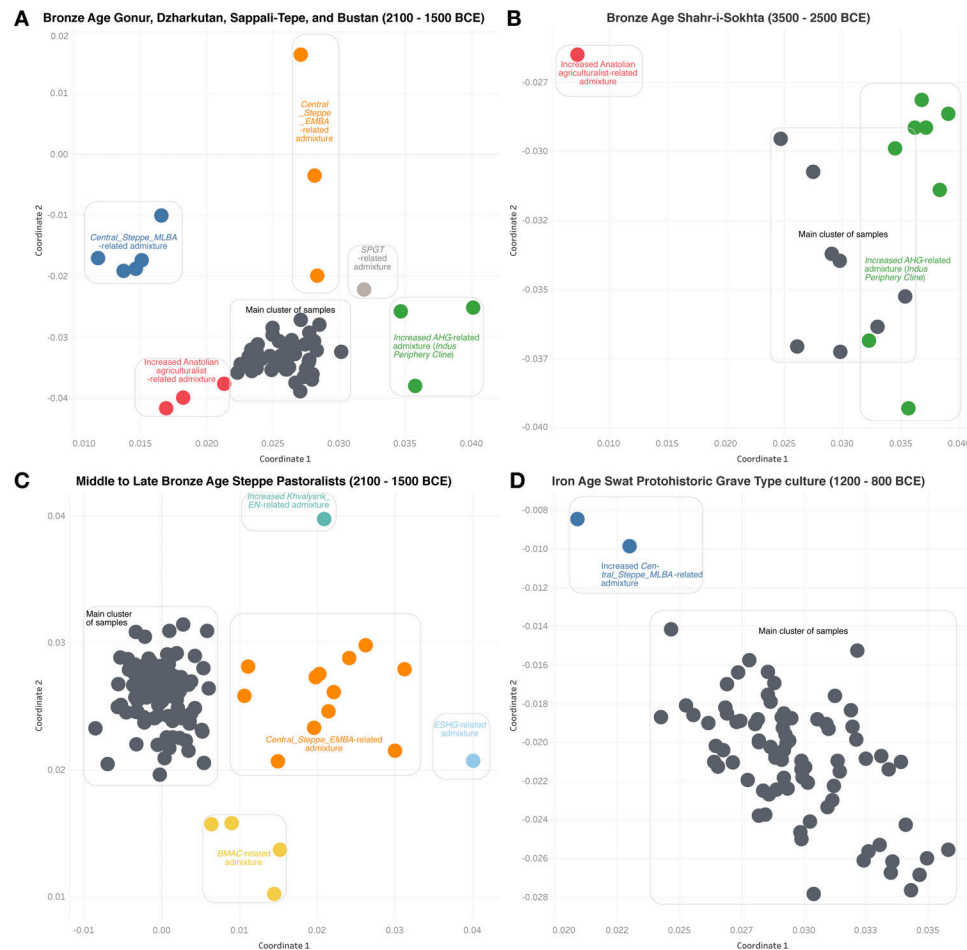 A
Bronze Age Gonur, Dzharkutan, Sappali-Tepe, and Bustan (2100 - 1500 BCE)
0.02
0.01
0.00
-0.01
-0.02
-0.03
-0.04
Coordinate 2
Central
_Steppe
_EMBA
-related
admixture
Central_Steppe_MLBA
-related admixture
SPGT
-related
admixture
Main cluster of samples
Increased AHG-related
admixture (Indus
Periphery Cline)
Increased Anatolian
agriculturalist
-related admixture
0.010
0.015
0.020
0.025
0.030
0.035
0.040
Coordinate 1
B
Bronze Age Shahr-i-Sokhta (3500 - 2500 BCE)
-0.027
-0.030
-0.032
-0.035
-0.037
-0.040
Coordinate 2
Increased Anatolian
agriculturalist-related
admixture
Main cluster of samples
Increased AHG-related
admixture (Indus
Periphery Cline)
0.010
0.015
0.020
0.025
0.030
0.035
0.040
Coordinate 1
C
Middle to Late Bronze Age Steppe Pastoralists (2100 - 1500 BCE)
0.04
0.03
0.02
0.01
Coordinate 2
Increased Khvalysnk_
EN-related admixture
Main cluster
of samples
Central_Steppe_EMBA-related
admixture
ESHG-related
admixture
BMAC-related
admixture
-0.01
0.00
0.01
0.02
0.03
0.04
Coordinate 1
D
Iron Age Swat Protohistoric Grave Type culture (1200 - 800 BCE)
-0.008
-0.010
-0.012
-0.014
-0.016
-0.018
-0.020
-0.022
-0.024
-0.026
-0.028
Coordinate 2
Increased Cen-
tral_Steppe_MLBA-related
admixture
Main cluster of samples
0.020
0.023
0.025
0.027
0.030
0.033
0.035
Coordinate 1